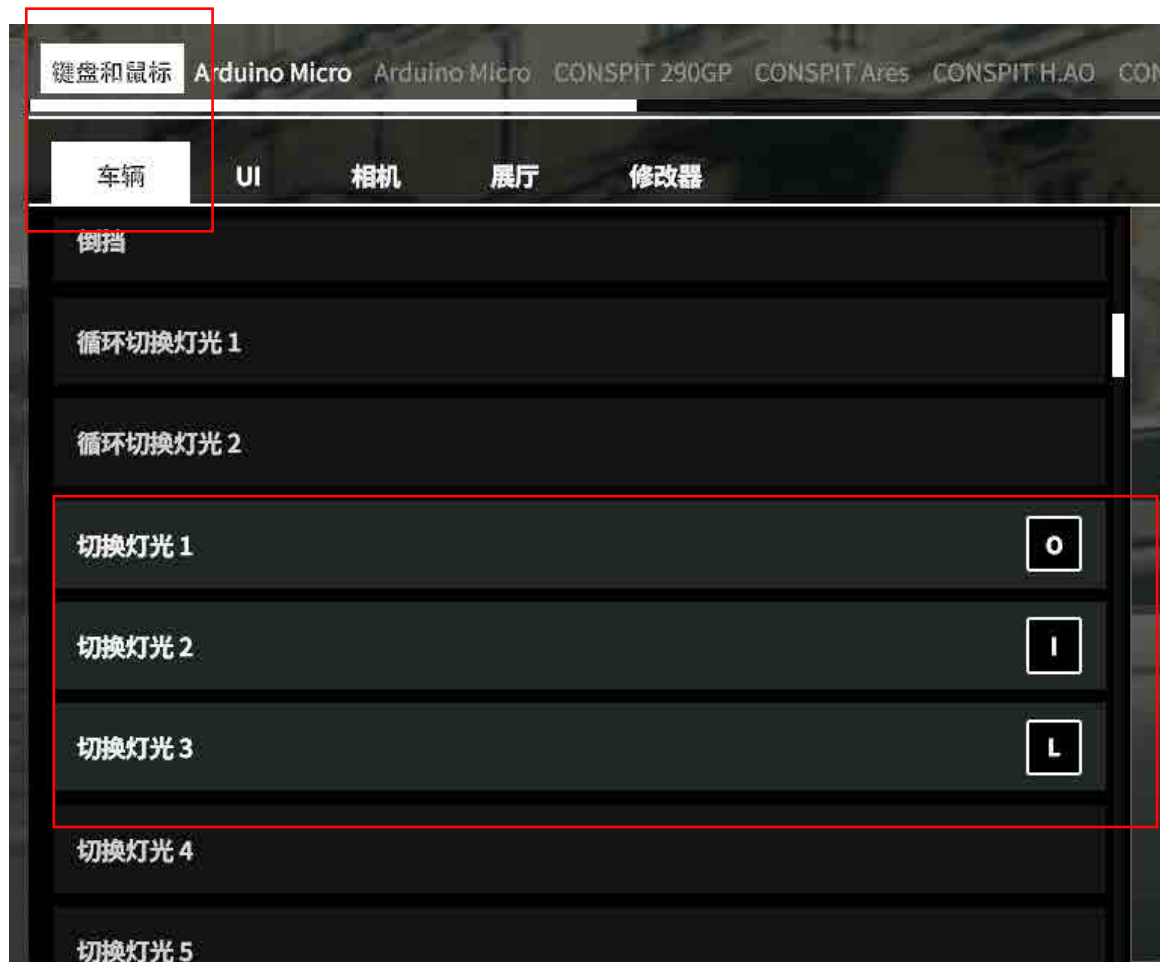 键盘和鼠标 Arduino Micro Arduino Micro CONSPIT 290GP CONSPIT Ares CONSPIT H.AO CON
车辆 UI 相机 展厅 修改器
倒挡
循环切换灯光 1
循环切换灯光 2
切换灯光 1 O
切换灯光 2 I
切换灯光 3 L
切换灯光 4
切换灯光 5